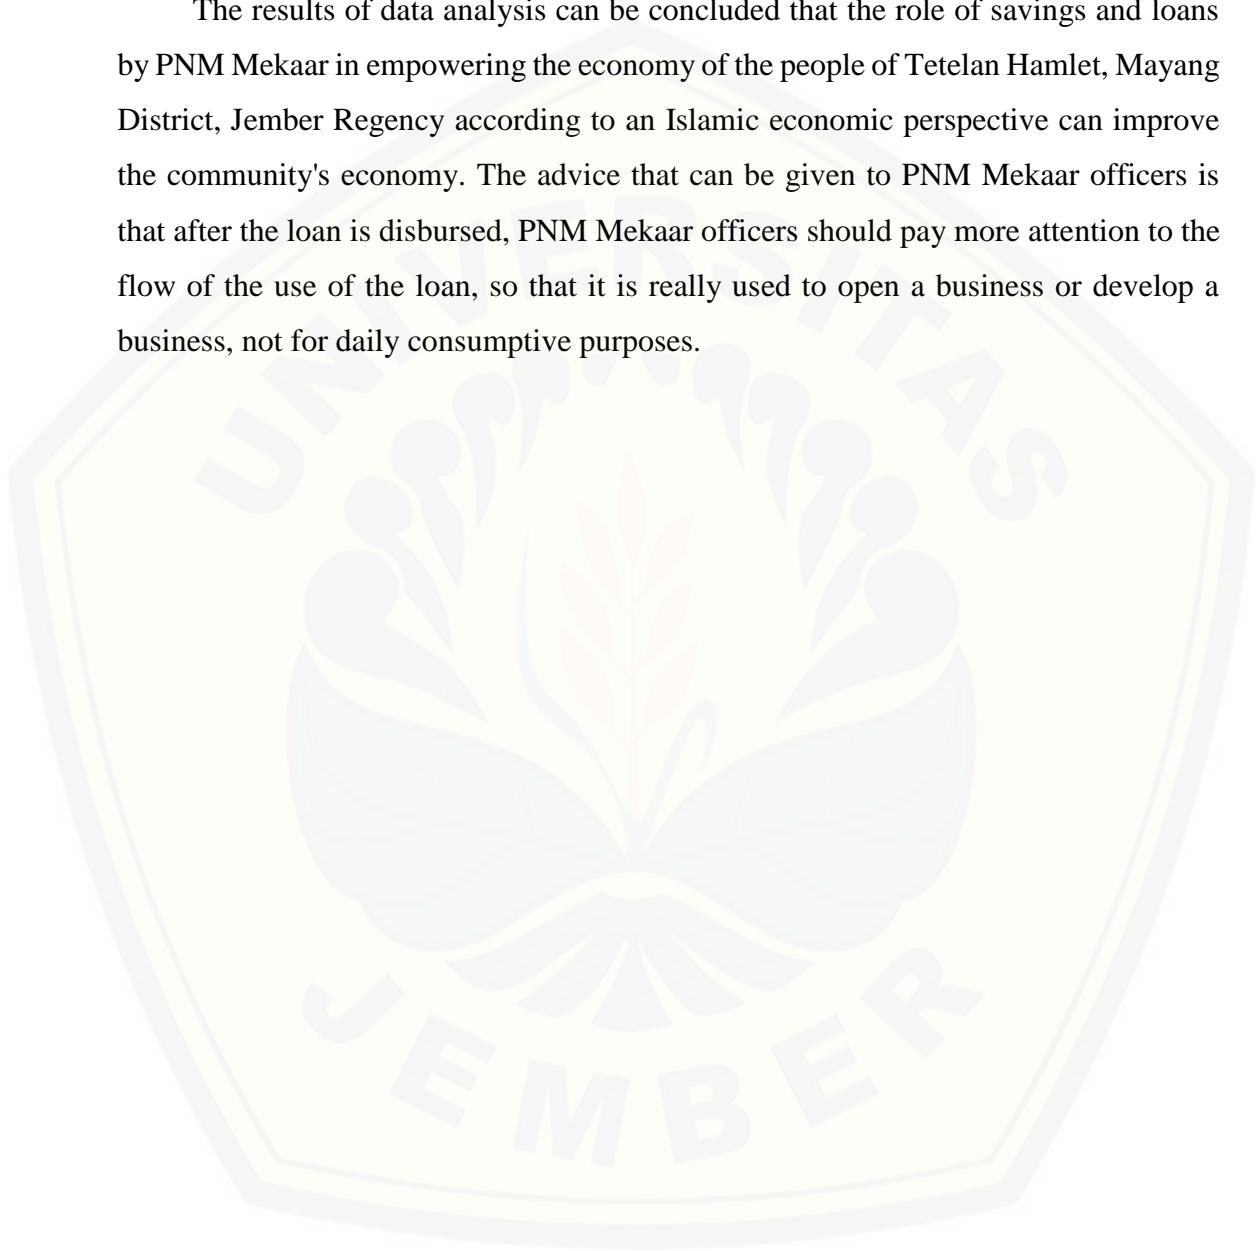 The results of data analysis can be concluded that the role of savings and loans
by PNM Mekaar in empowering the economy of the people of Tetelan Hamlet, Mayang
District, Jember Regency according to an Islamic economic perspective can improve
the community's economy. The advice that can be given to PNM Mekaar officers is
that after the loan is disbursed, PNM Mekaar officers should pay more attention to the
flow of the use of the loan, so that it is really used to open a business or develop a
business, not for daily consumptive purposes.
UNIVERSITAS
JEMBER